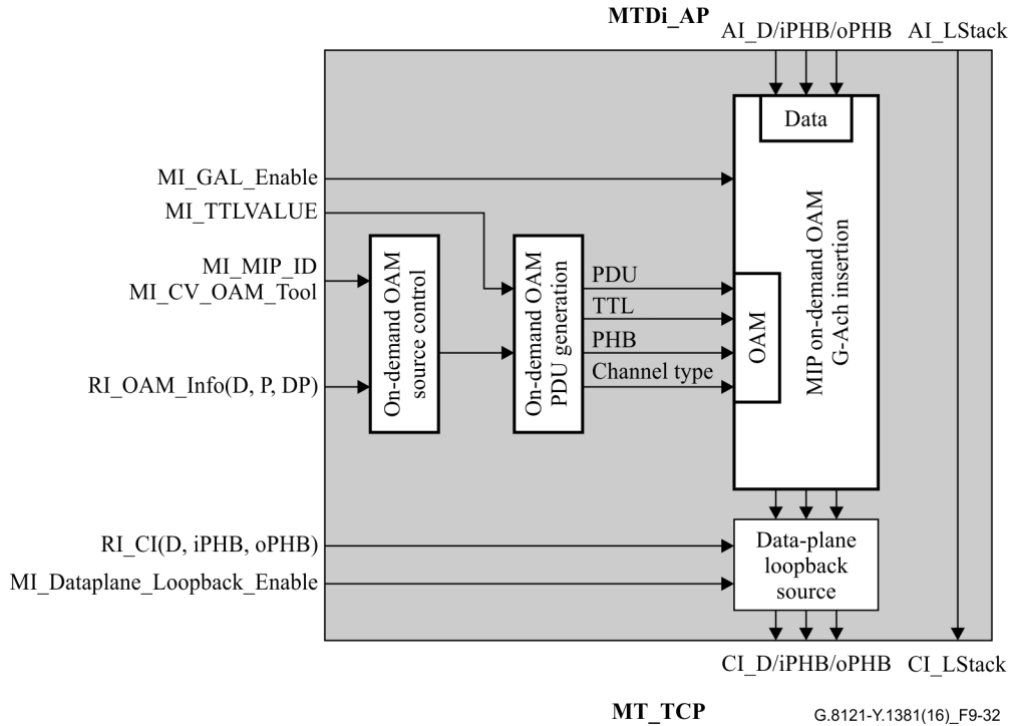 MTDi_AP
AI_D/iPHB/oPHB
AI_LStack
Data
MI_GAL_Enable
MI_TTLVALUE
MI_MIP_ID
MI_CV_OAM_Tool
RI_OAM_Info(D, P, DP)
On-demand OAM
source control
On-demand OAM
PDU generation
PDU
TTL
PHB
Channel type
OAM
MIP on-demand OAM
G-Ach insertion
RI_CI(D, iPHB, oPHB)
MI_Dataplane_Loopback_Enable
Data-plane
loopback
source
CI_D/iPHB/oPHB
CI_LStack
MT_TCP
G.8121-Y.1381(16)_F9-32